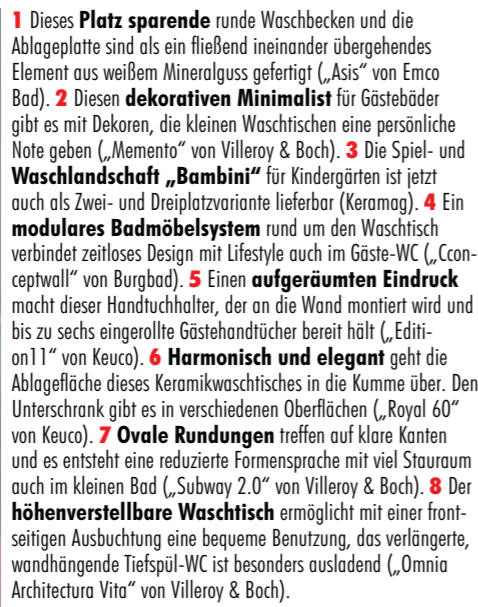 1 Dieses Platz sparende runde Waschbecken und die
Ablageplatte sind als ein fließend ineinander übergehendes
Element aus weißem Mineralguss gefertigt („Asis“ von Emco
Bad). 2 Diesen dekorativen Minimalist für Gästebäder
gibt es mit Dekoren, die kleinen Waschtischen eine persönliche
Note geben („Memento“ von Villeroy & Boch). 3 Die Spiel- und
Waschlandschaft „Bambini“ für Kindergärten ist jetzt
auch als Zwei- und Dreiplatzvariante lieferbar (Keramag). 4 Ein
modulares Badmöbelsystem rund um den Waschtisch
verbindet zeitloses Design mit Lifestyle auch im Gäste-WC („Ccon-
ceptwall“ von Burgbad). 5 Einen aufgeräumten Eindruck
macht dieser Handtuchhalter, der an die Wand montiert wird und
bis zu sechs eingerollte Gästehandtücher bereit hält („Editi-
on11“ von Keuco). 6 Harmonisch und elegant geht die
Ablagefläche dieses Keramikwaschtisches in die Kumme über. Den
Unterschrank gibt es in verschiedenen Oberflächen („Royal 60“
von Keuco). 7 Ovale Rundungen treffen auf klare Kanten
und es entsteht eine reduzierte Formensprache mit viel Stauraum
auch im kleinen Bad („Subway 2.0“ von Villeroy & Boch). 8 Der
höhenverstellbare Waschtisch ermöglicht mit einer front-
seitigen Ausbuchtung eine bequeme Benutzung, das verlängerte,
wandhängende Tiefspül-WC ist besonders ausladend („Omnia
Architectura Vita“ von Villeroy & Boch).